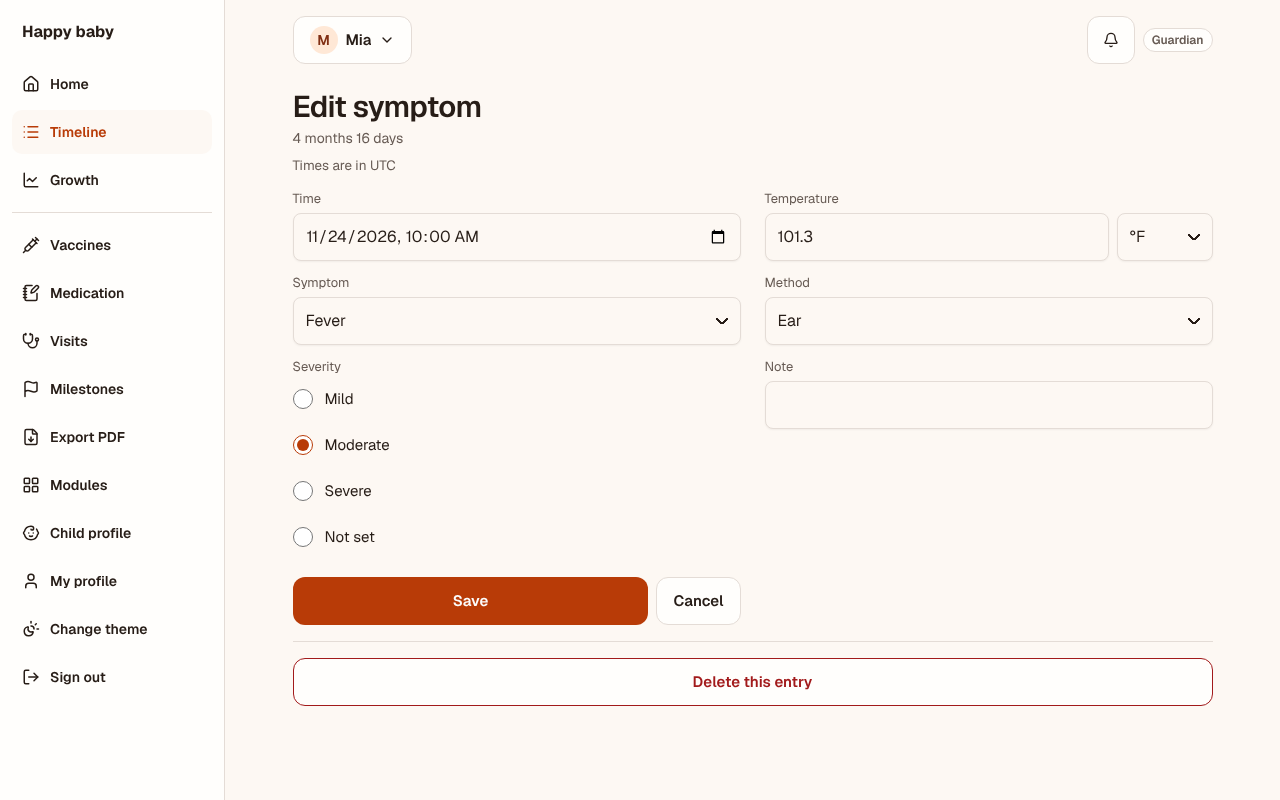 Happy baby
Home
Timeline
Growth
Vaccines
Medication
Visits
Milestones
Export PDF
Modules
Child profile
My profile
Change theme
Sign out
M Mia
Guardian
Edit symptom
4 months 16 days
Times are in UTC
Time
11/24/2026, 10:00 AM
Temperature
101.3 °F
Symptom
Fever
Method
Ear
Severity
Mild
Moderate
Severe
Not set
Note
Save
Cancel
Delete this entry